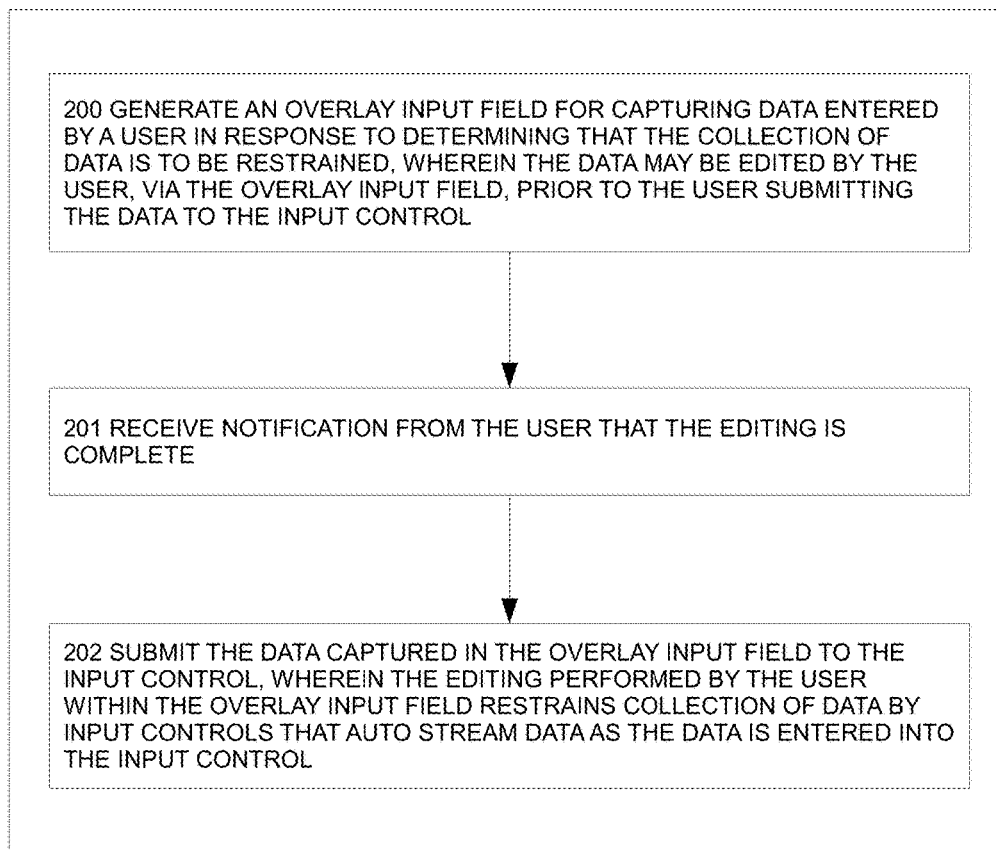 200 GENERATE AN OVERLAY INPUT FIELD FOR CAPTURING DATA ENTERED
BY A USER IN RESPONSE TO DETERMINING THAT THE COLLECTION OF
DATA IS TO BE RESTRAINED, WHEREIN THE DATA MAY BE EDITED BY THE
USER, VIA THE OVERLAY INPUT FIELD, PRIOR TO THE USER SUBMITTING
THE DATA TO THE INPUT CONTROL
201 RECEIVE NOTIFICATION FROM THE USER THAT THE EDITING IS
COMPLETE
202 SUBMIT THE DATA CAPTURED IN THE OVERLAY INPUT FIELD TO THE
INPUT CONTROL, WHEREIN THE EDITING PERFORMED BY THE USER
WITHIN THE OVERLAY INPUT FIELD RESTRAINS COLLECTION OF DATA BY
INPUT CONTROLS THAT AUTO STREAM DATA AS THE DATA IS ENTERED INTO
THE INPUT CONTROL